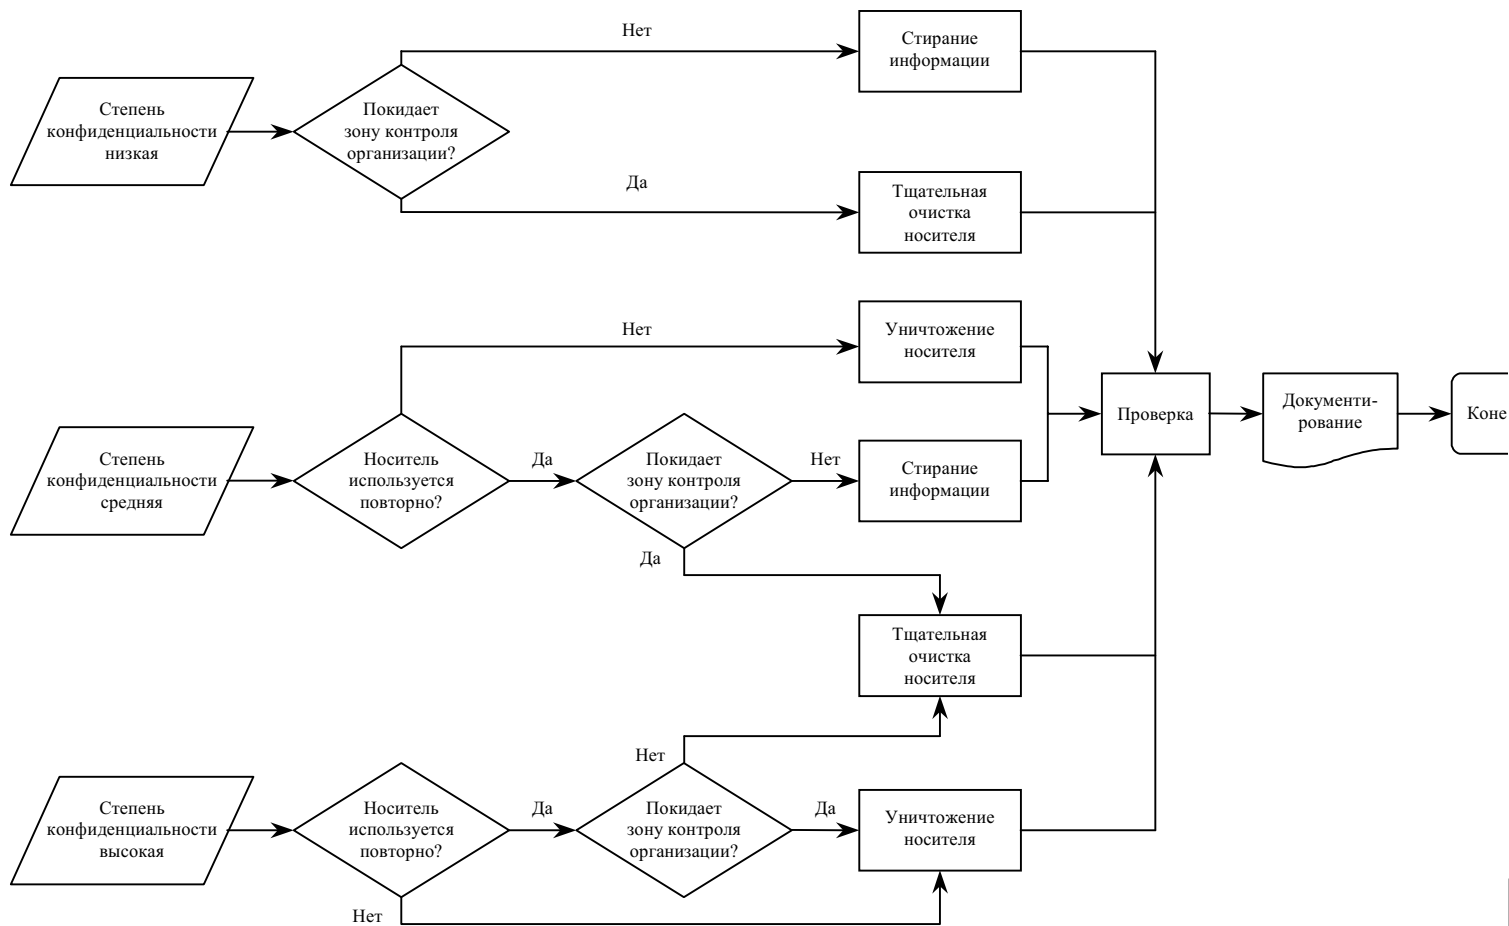 Нет
Стирание
информации
Степень
конфиденциальности
низкая
Покидает
зону контроля
организации?
Да
Тщательная
очистка
носителя
Нет
Уничтожение
носителя
Степень
конфиденциальности
средняя
Носитель
используется
повторно?
Да
Покидает
зону контроля
организации?
Нет
Стирание
информации
Проверка
Документи-
рование
Коне
Да
Тщательная
очистка
носителя
Нет
Степень
конфиденциальности
высокая
Носитель
используется
повторно?
Да
Покидает
зону контроля
организации?
Да
Уничтожение
носителя
Нет